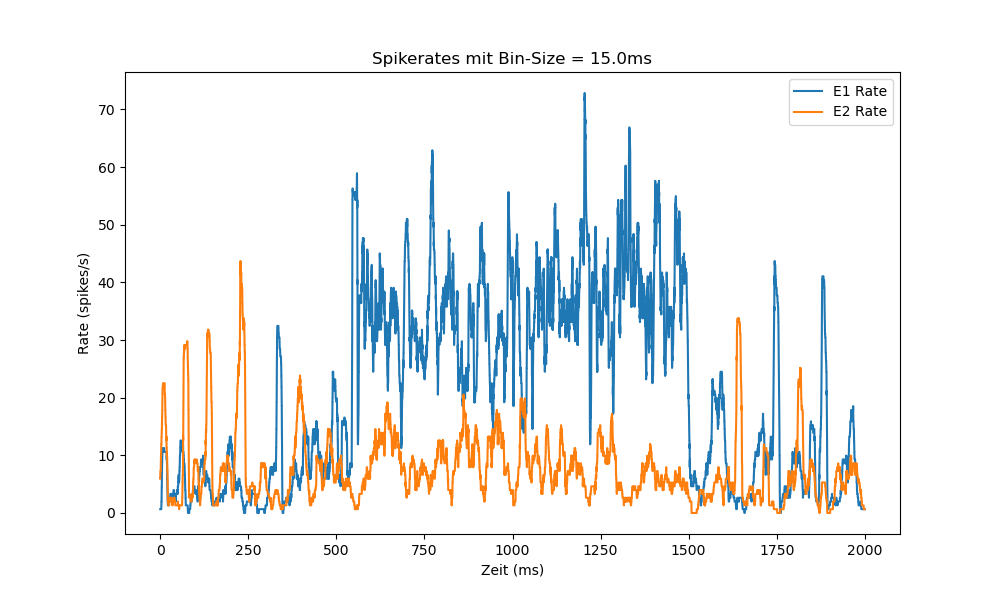 Spikerates mit Bin-Size = 15.0ms
E1 Rate
E2 Rate
Rate (spikes/s)
70
60
50
40
30
20
10
0
0 250 500 750 1000 1250 1500 1750 2000
Zeit (ms)